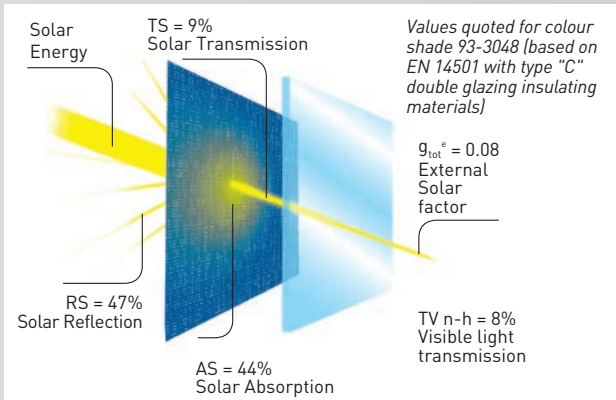 Solar
Energy
TS = 9%
Solar Transmission
Values quoted for colour
shade 93-3048 (based on
EN 14501 with type "C"
double glazing insulating
materials)
gtotᵉ = 0.08
External
Solar
factor
RS = 47%
Solar Reflection
AS = 44%
Solar Absorption
TV n-h = 8%
Visible light
transmission